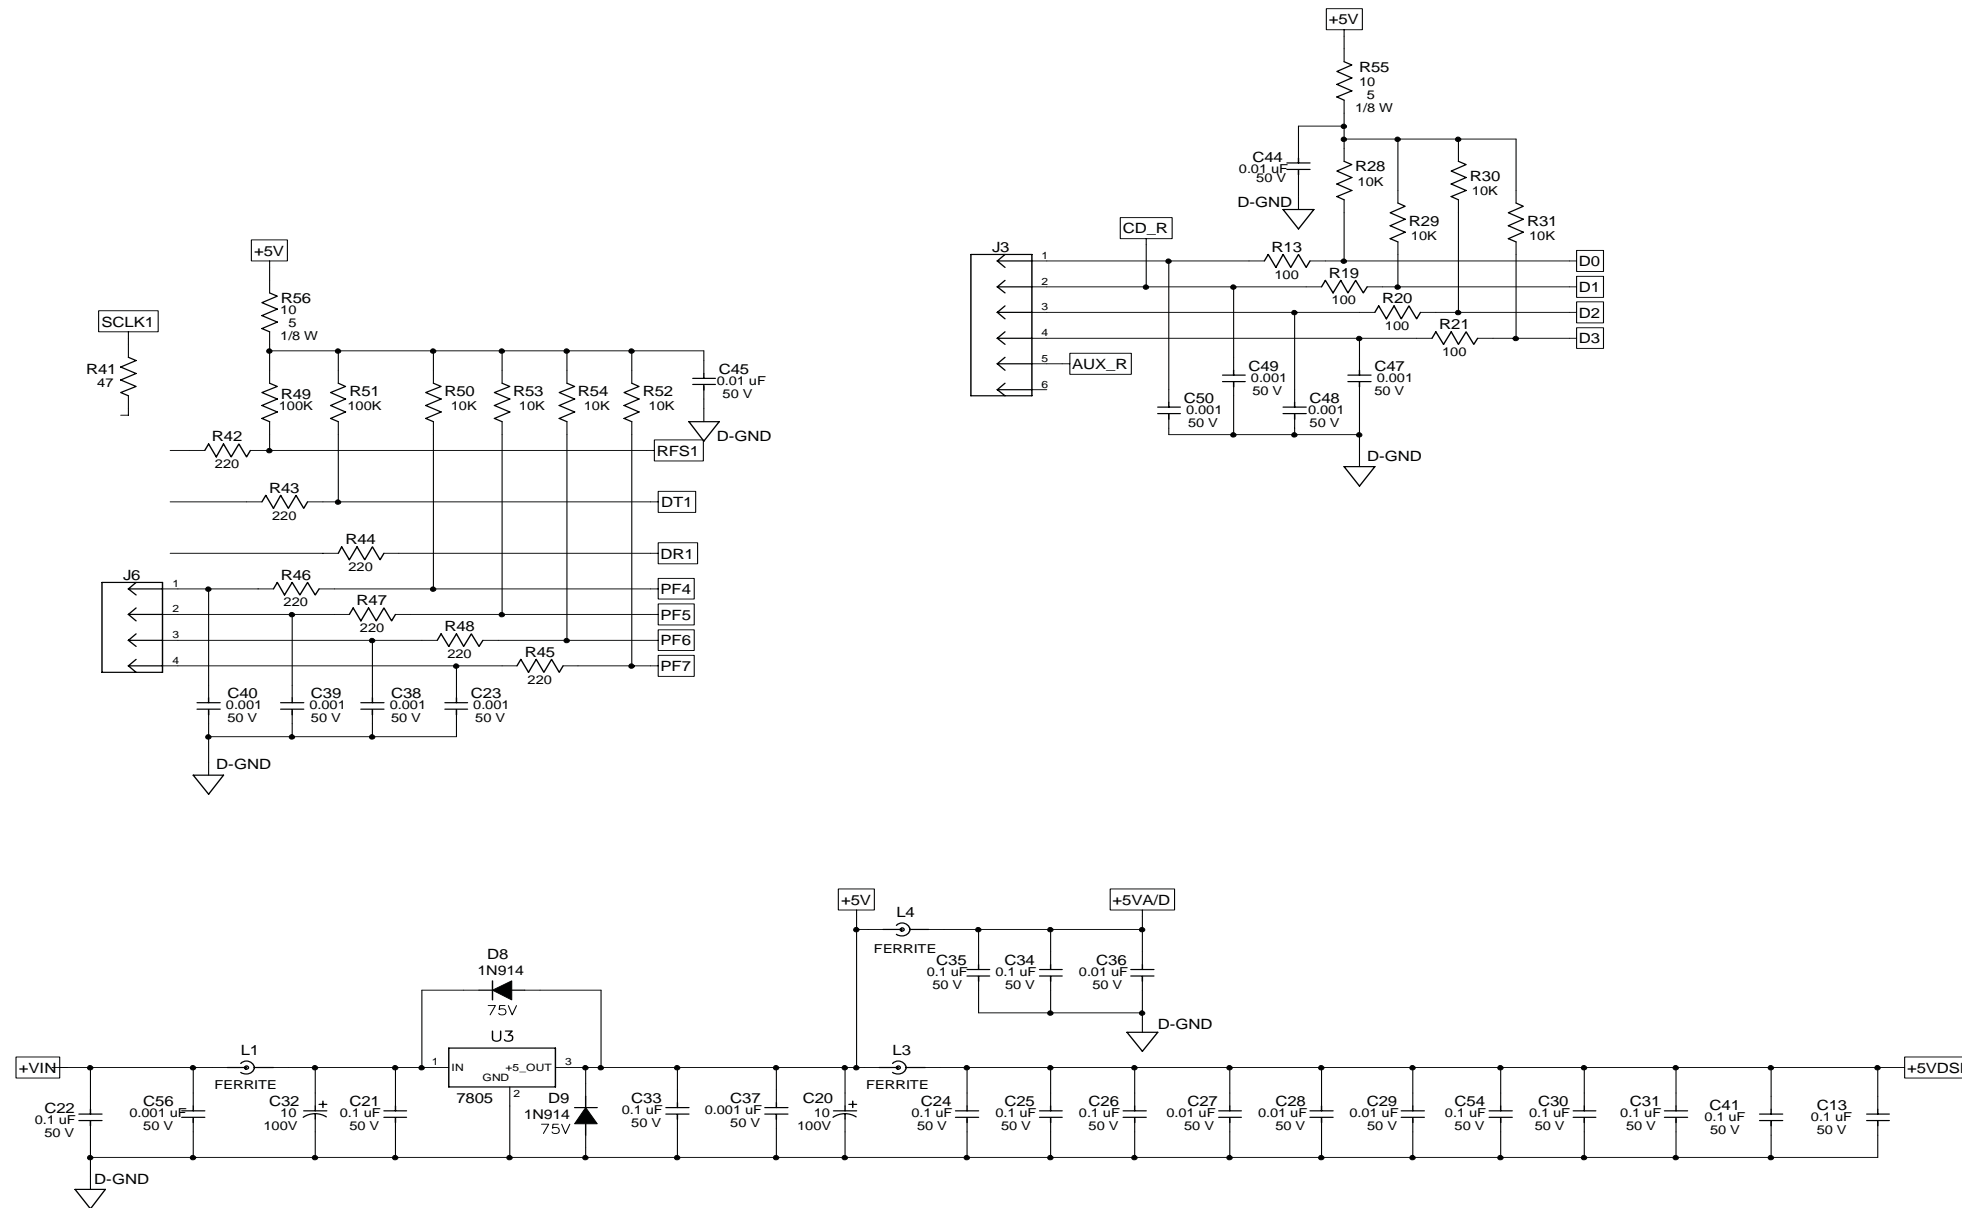 +5V
R55
10
5
1/8 W
C44
0.01 uF
50 V
D-GND
R28
10K
R30
10K
R29
10K
R31
10K
CD_R
J3
1
R13
100
D0
2
R19
100
D1
3
R20
100
D2
4
R21
100
D3
5
AUX_R
6
C50
0.001
50 V
C49
0.001
50 V
C48
0.001
50 V
C47
0.001
50 V
D-GND
+5V
R56
10
5
1/8 W
SCLK1
R41
47
R49
100K
R51
100K
R50
10K
R53
10K
R54
10K
R52
10K
C45
0.01 uF
50 V
D-GND
R42
220
RFS1
R43
220
DT1
R44
220
DR1
J6
1
R46
220
PF4
2
R47
220
PF5
3
R48
220
PF6
4
R45
220
PF7
C40
0.001
50 V
C39
0.001
50 V
C38
0.001
50 V
C23
0.001
50 V
D-GND
+5V
L4
FERRITE
+5VA/D
C35
0.1 uF
50 V
C34
0.1 uF
50 V
C36
0.01 uF
50 V
D-GND
D8
1N914
75V
U3
1
IN
+5_OUT
3
GND
2
7805
+VIN
L1
FERRITE
L3
FERRITE
+5VDS
C22
0.1 uF
50 V
C56
0.001 uF
50 V
C32
10
100V
C21
0.1 uF
50 V
D9
1N914
75V
C33
0.1 uF
50 V
C37
0.001 uF
50 V
C20
10
100V
C24
0.1 uF
50 V
C25
0.1 uF
50 V
C26
0.1 uF
50 V
C27
0.01 uF
50 V
C28
0.01 uF
50 V
C29
0.01 uF
50 V
C54
0.1 uF
50 V
C30
0.1 uF
50 V
C31
0.1 uF
50 V
C41
0.1 uF
50 V
C13
0.1 uF
50 V
D-GND